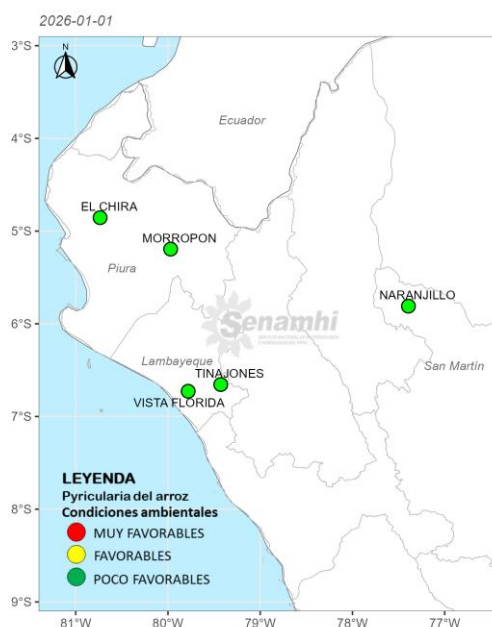 2026-01-01
3°S
N
Ecuador
4°S
EL CHIRA
5°S
MORROPON
Piura
NARANJILLO
6°S
Senamhi
Lambayeque
TINAJONES
San Martín
VISTA FLORIDA
7°S
LEYENDA
Pyricularia del arroz
Condiciones ambientales
8°S
MUY FAVORABLES
FAVORABLES
POCO FAVORABLES
9°S
81°W 80°W 79°W 78°W 77°W